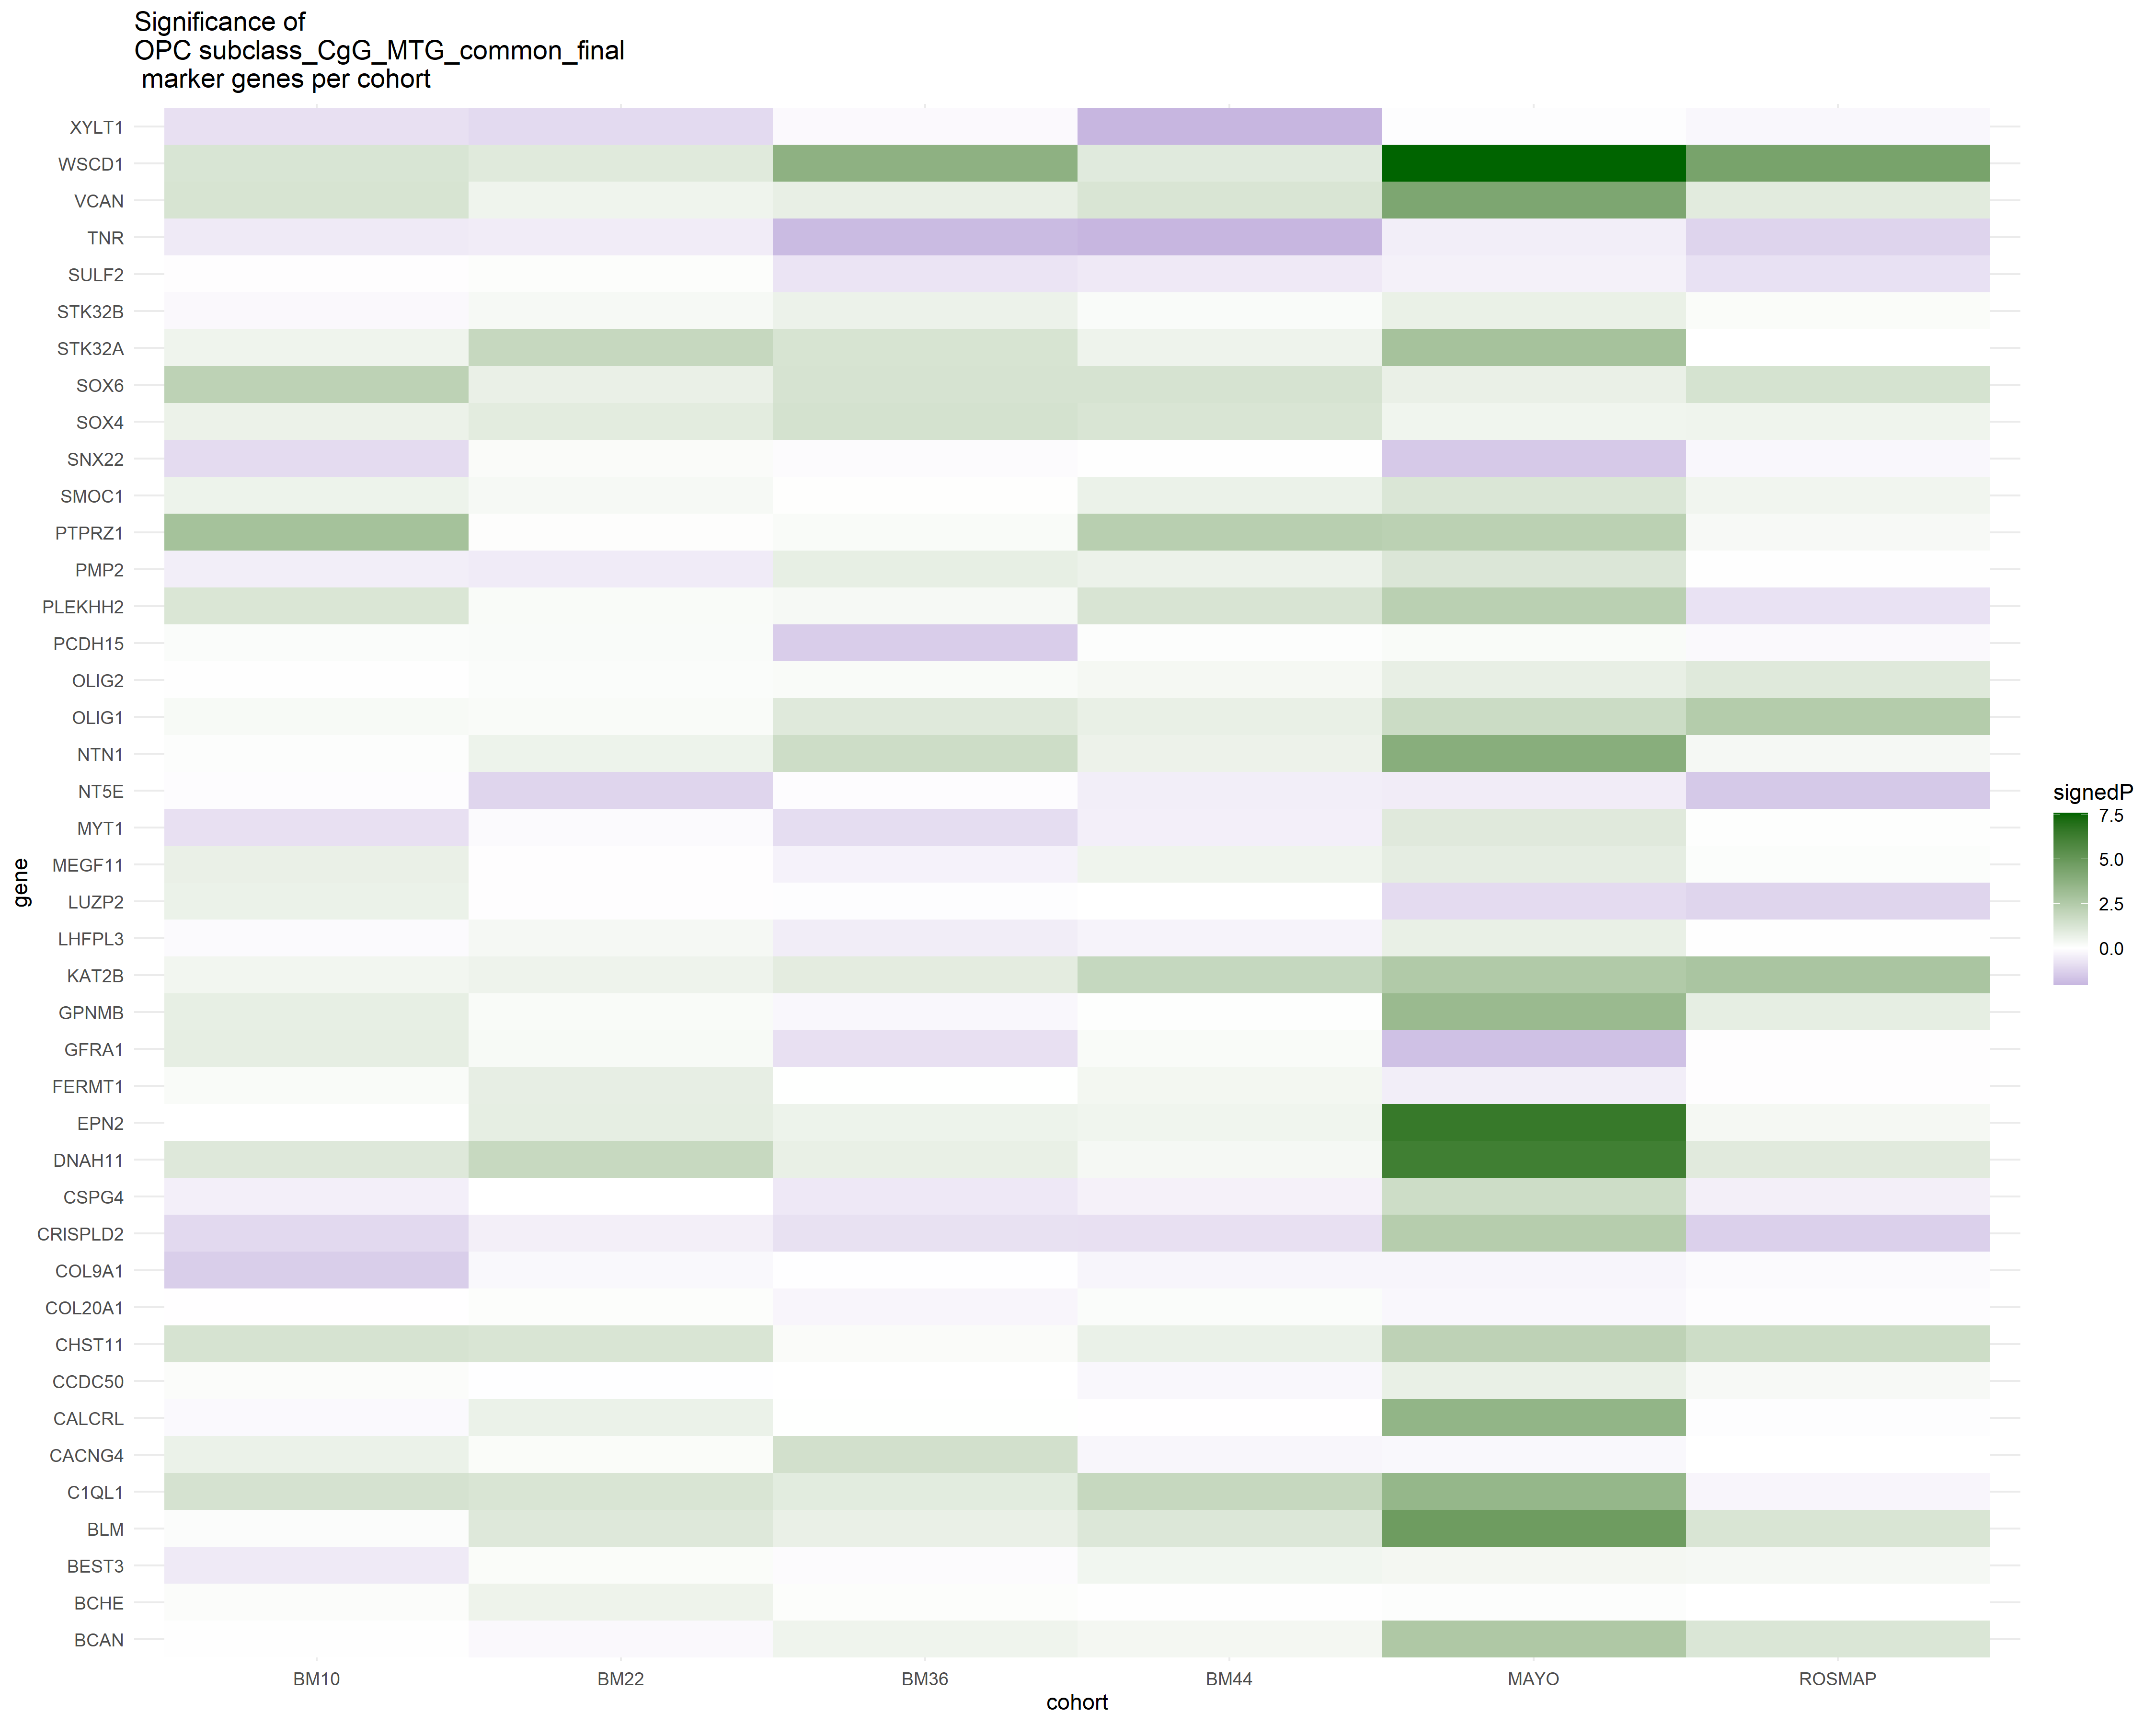 Significance of
OPC subclass_CgG_MTG_common_final
marker genes per cohort
XYLT1
WSCD1
VCAN
TNR
SULF2
STK32B
STK32A
SOX6
SOX4
SNX22
SMOC1
PTPRZ1
PMP2
PLEKHH2
PCDH15
OLIG2
OLIG1
NTN1
NT5E
MYT1
MEGF11
LUZP2
LHFPL3
KAT2B
GPNMB
GFRA1
FERMT1
EPN2
DNAH11
CSPG4
CRISPLD2
COL9A1
COL20A1
CHST11
CCDC50
CALCRL
CACNG4
C1QL1
BLM
BEST3
BCHE
BCAN
gene
BM10 BM22 BM36 BM44 MAYO ROSMAP
cohort
signedP
7.5
5.0
2.5
0.0